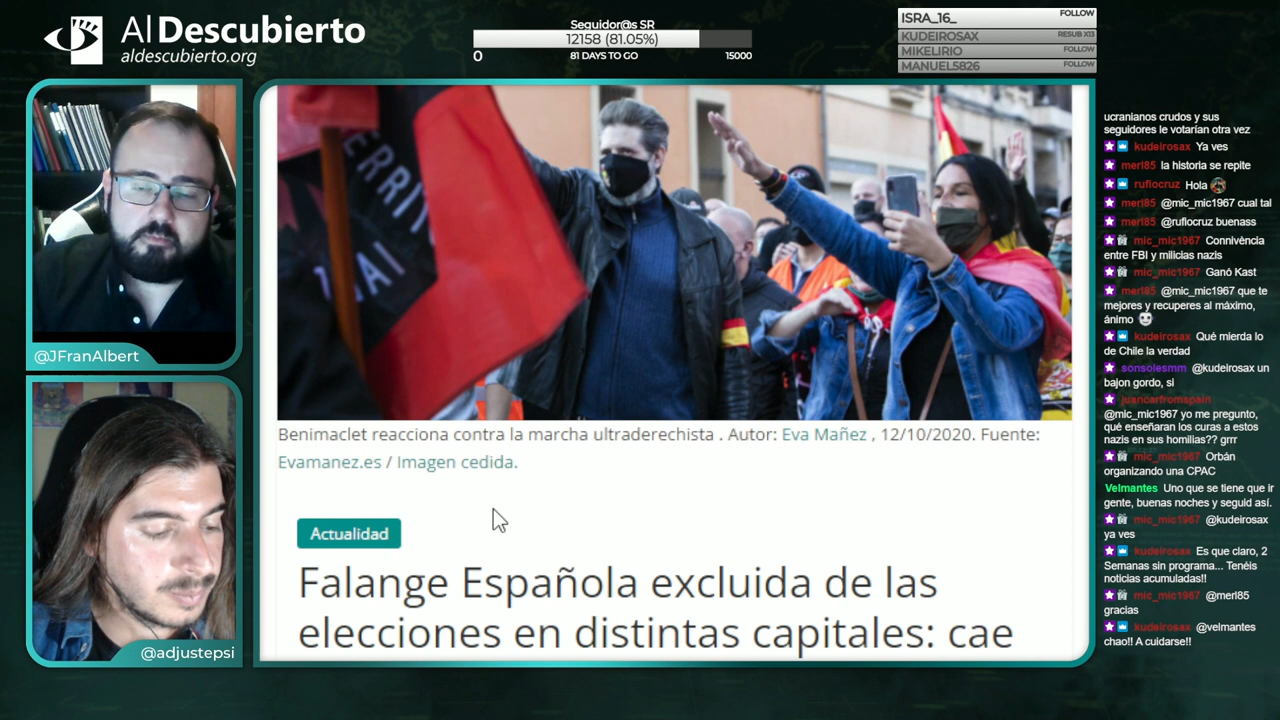 Al Descubierto
aldescubierto.org
Seguidor@s SR
12158 (81.05%)
0
81 DAYS TO GO
15000
ISRA_16_
FOLLOW
KUDEIROSAX
RESUB X13
MIKELIRIO
FOLLOW
MANUEL5826
FOLLOW
@JFranAlbert
@adjustepsi
Benimaclet reacciona contra la marcha ultraderechista . Autor: Eva Mañez , 12/10/2020. Fuente:
Evamanez.es / Imagen cedida.
Actualidad
Falange Española excluida de las
elecciones en distintas capitales: cae
ucranianos crudos y sus
seguidores le votarían otra vez
kudeirosax Ya ves
merl85 la historia se repite
rufiocruz Hola
merl85 @mic_mic1967 cual tal
merl85 @rufiocruz buenass
mic_mic1967 Connivència
entre FBI y milicias nazis
mic_mic1967 Ganó Kast
merl85 @mic_mic1967 que te
mejores y recuperes al máximo,
ánimo
kudeirosax Qué mierda lo
de Chile la verdad
sonsolesmm @kudeirosax un
bajon gordo, si
juancarfromspain
@mic_mic1967 yo me pregunto,
qué enseñaran los curas a estos
nazis en sus homilias?? grrr
mic_mic1967 Orbán
organizando una CPAC
Velmantes Uno que se tiene que ir
gente, buenas noches y seguid así.
mic_mic1967 @kudeirosax
ya ves
kudeirosax Es que claro, 2
Semanas sin programa... Tenéis
noticias acumuladas!!
mic_mic1967 @merl85
gracias
kudeirosax @velmantes
chao!! A cuidarse!!